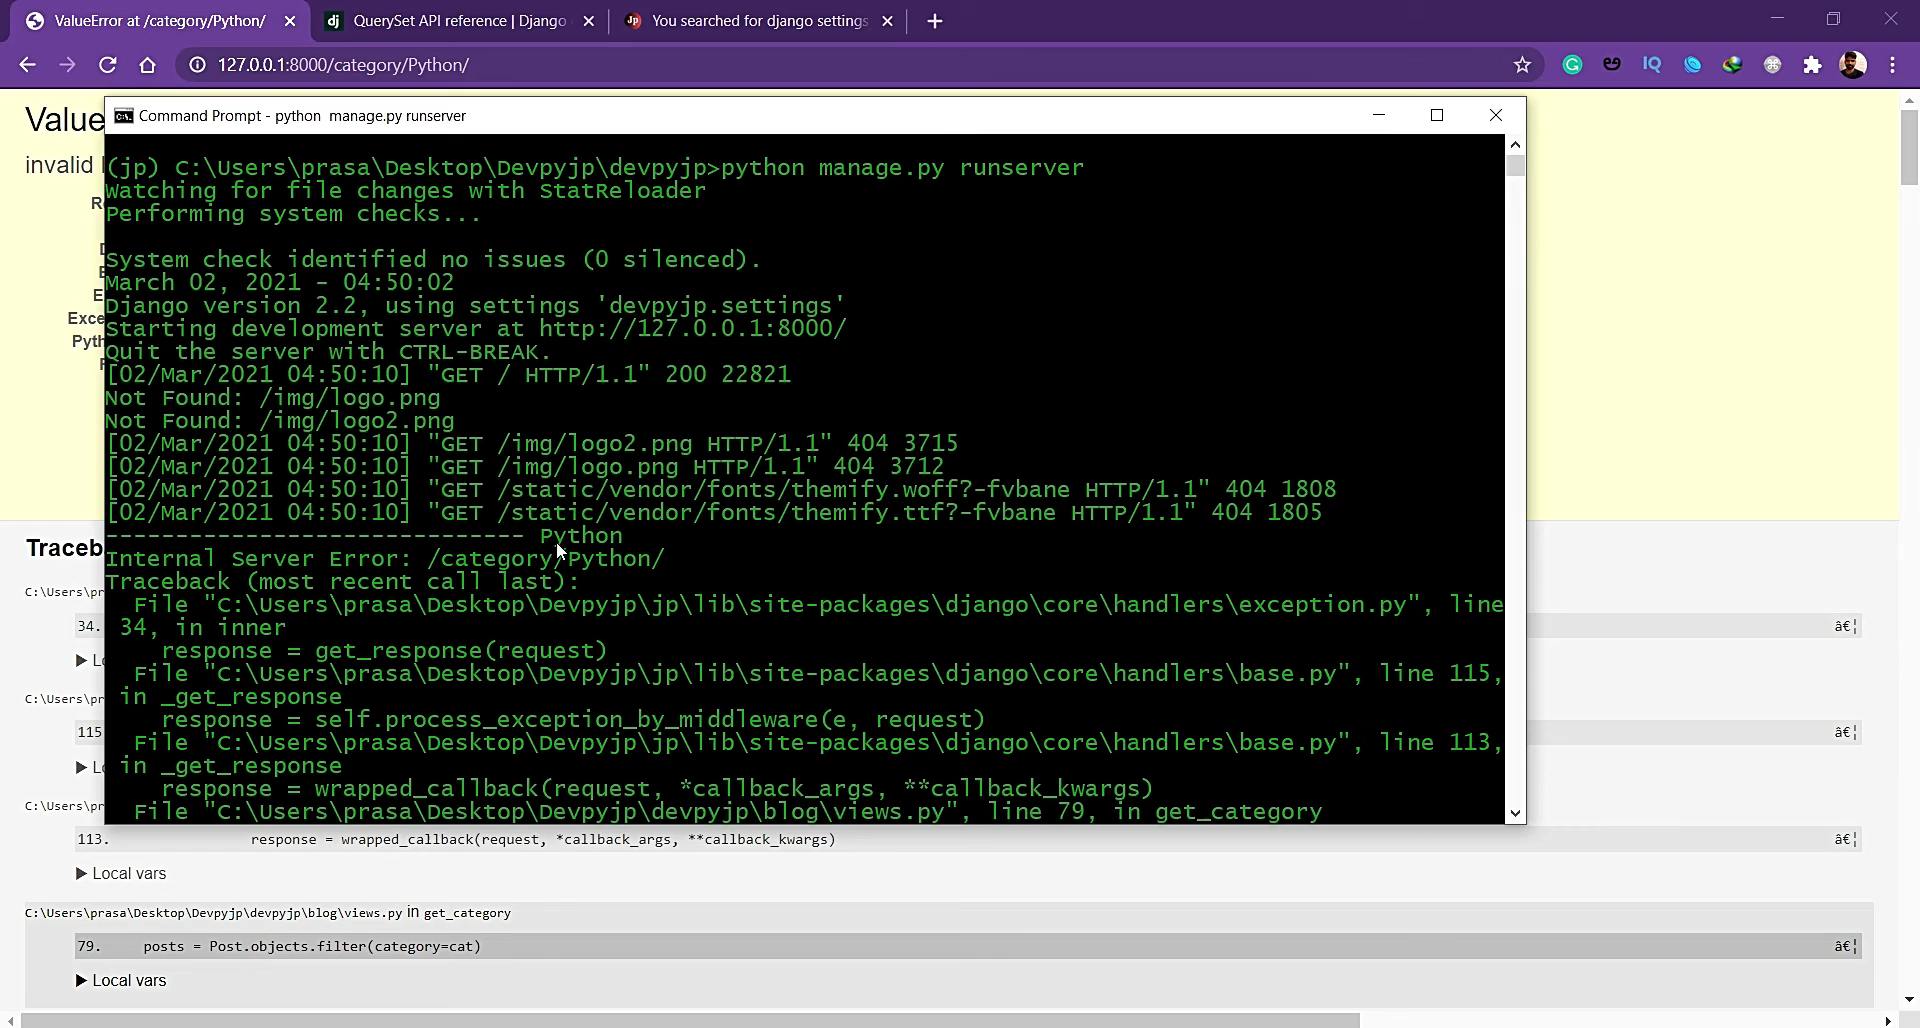 ValueError at /category/Python/
dj QuerySet API reference | Django
Jp You searched for django settings
127.0.0.1:8000/category/Python/
IQ
Value
invalid
Command Prompt - python manage.py runserver
(jp) C:\Users\prasa\Desktop\Devpyjp\devpyjp>python manage.py runserver
Watching for file changes with StatReloader
Performing system checks...
System check identified no issues (0 silenced).
March 02, 2021 - 04:50:02
Django version 2.2, using settings 'devpyjp.settings'
Exce
Starting development server at http://127.0.0.1:8000/
Pyth
Quit the server with CTRL-BREAK.
[02/Mar/2021 04:50:10] "GET / HTTP/1.1" 200 22821
Not Found: /img/logo.png
Not Found: /img/logo2.png
[02/Mar/2021 04:50:10] "GET /img/logo2.png HTTP/1.1" 404 3715
[02/Mar/2021 04:50:10] "GET /img/logo.png HTTP/1.1" 404 3712
[02/Mar/2021 04:50:10] "GET /static/vendor/fonts/themify.woff?-fvbane HTTP/1.1" 404 1808
[02/Mar/2021 04:50:10] "GET /static/vendor/fonts/themify.ttf?-fvbane HTTP/1.1" 404 1805
------------------------------ Python
Traceb
Internal Server Error: /category/Python/
Traceback (most recent call last):
C:\Users\pr
File "C:\Users\prasa\Desktop\Devpyjp\jp\lib\site-packages\django\core\handlers\exception.py", line
34, in inner
34.
â€¦
response = get_response(request)
Lo
File "C:\Users\prasa\Desktop\Devpyjp\jp\lib\site-packages\django\core\handlers\base.py", line 115,
in _get_response
C:\Users\pr
response = self.process_exception_by_middleware(e, request)
115
â€¦
File "C:\Users\prasa\Desktop\Devpyjp\jp\lib\site-packages\django\core\handlers\base.py", line 113,
in _get_response
Lo
response = wrapped_callback(request, *callback_args, **callback_kwargs)
C:\Users\pr
File "C:\Users\prasa\Desktop\Devpyjp\devpyjp\blog\views.py", line 79, in get_category
113. response = wrapped_callback(request, *callback_args, **callback_kwargs) â€¦
Local vars
C:\Users\prasa\Desktop\Devpyjp\devpyjp\blog\views.py in get_category
79. posts = Post.objects.filter(category=cat) â€¦
Local vars